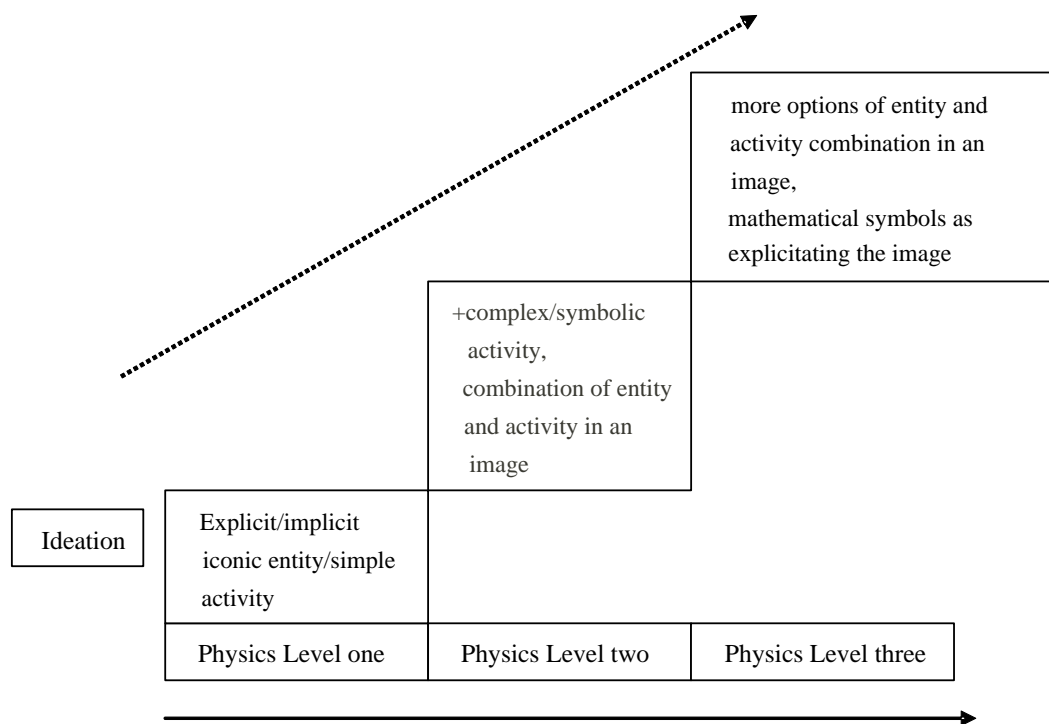 more options of entity and
activity combination in an
image,
mathematical symbols as
explicitating the image
+complex/symbolic
activity,
combination of entity
and activity in an
image
Ideation
Explicit/implicit
iconic entity/simple
activity
Physics Level one
Physics Level two
Physics Level three